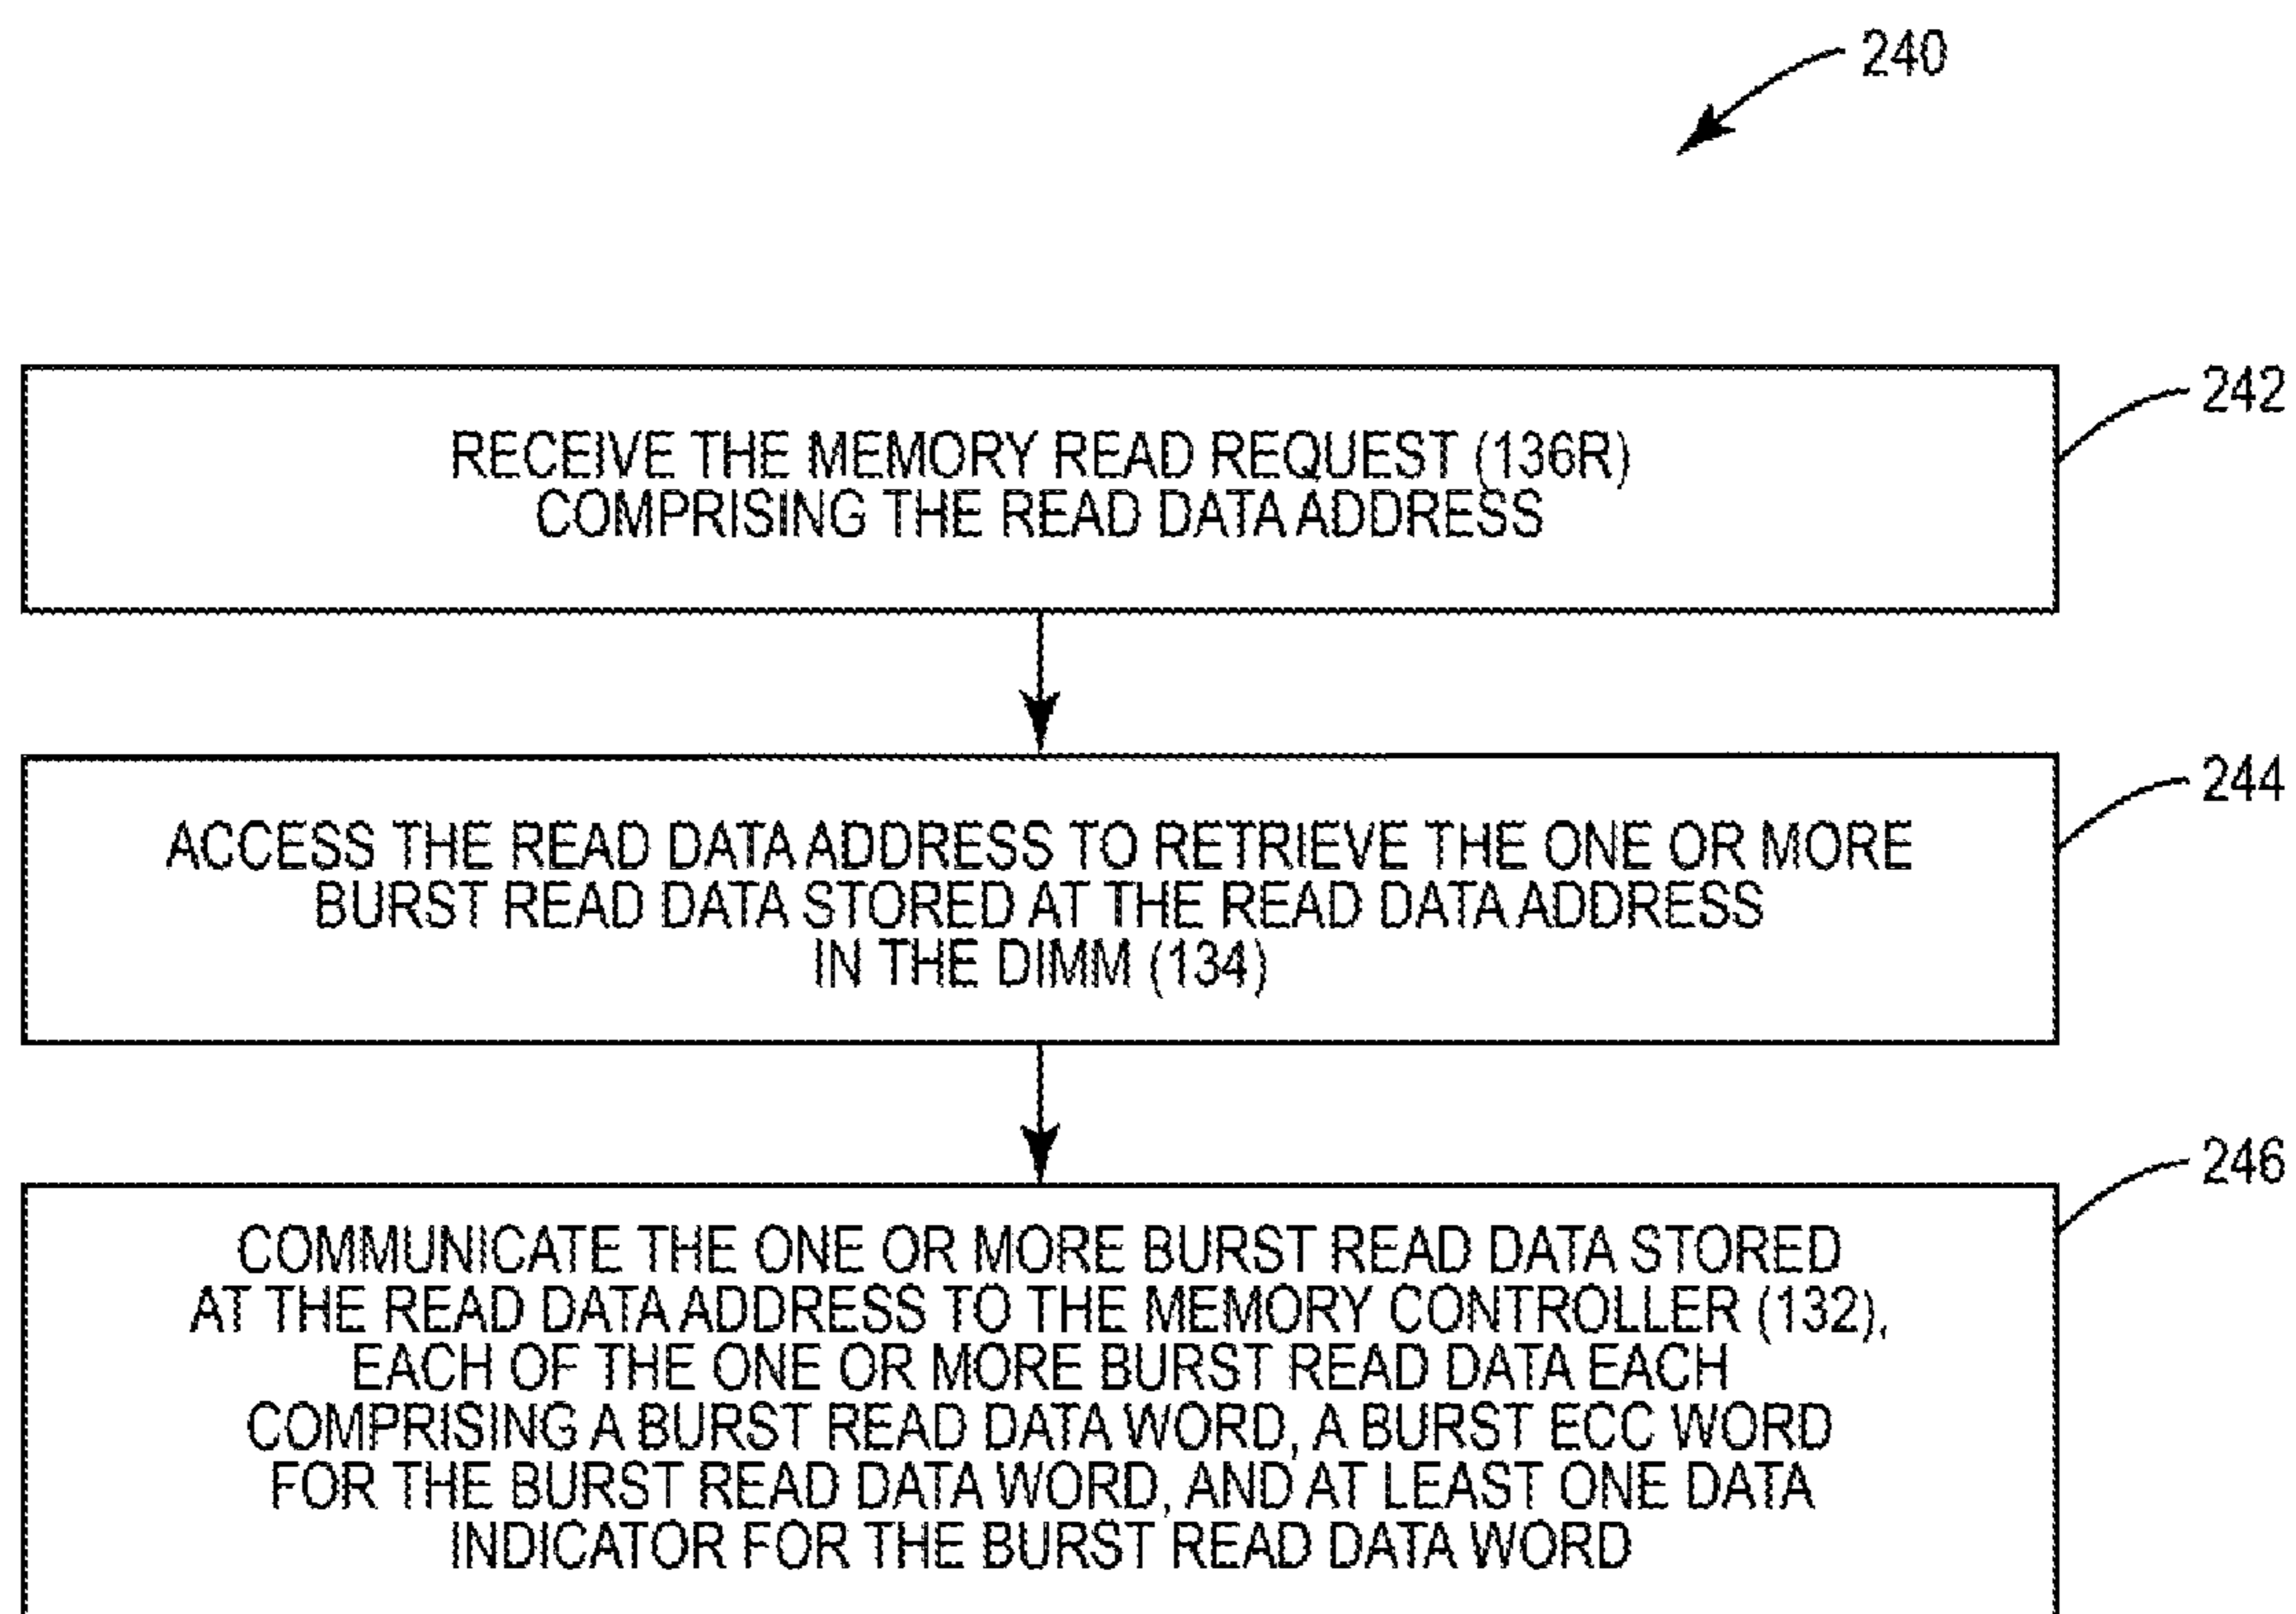 240
242
RECEIVE THE MEMORY READ REQUEST (136R)
COMPRISING THE READ DATA ADDRESS
244
ACCESS THE READ DATA ADDRESS TO RETRIEVE THE ONE OR MORE
BURST READ DATA STORED AT THE READ DATA ADDRESS
IN THE DIMM (134)
246
COMMUNICATE THE ONE OR MORE BURST READ DATA STORED
AT THE READ DATA ADDRESS TO THE MEMORY CONTROLLER (132),
EACH OF THE ONE OR MORE BURST READ DATA EACH
COMPRISING A BURST READ DATA WORD, A BURST ECC WORD
FOR THE BURST READ DATA WORD, AND AT LEAST ONE DATA
INDICATOR FOR THE BURST READ DATA WORD